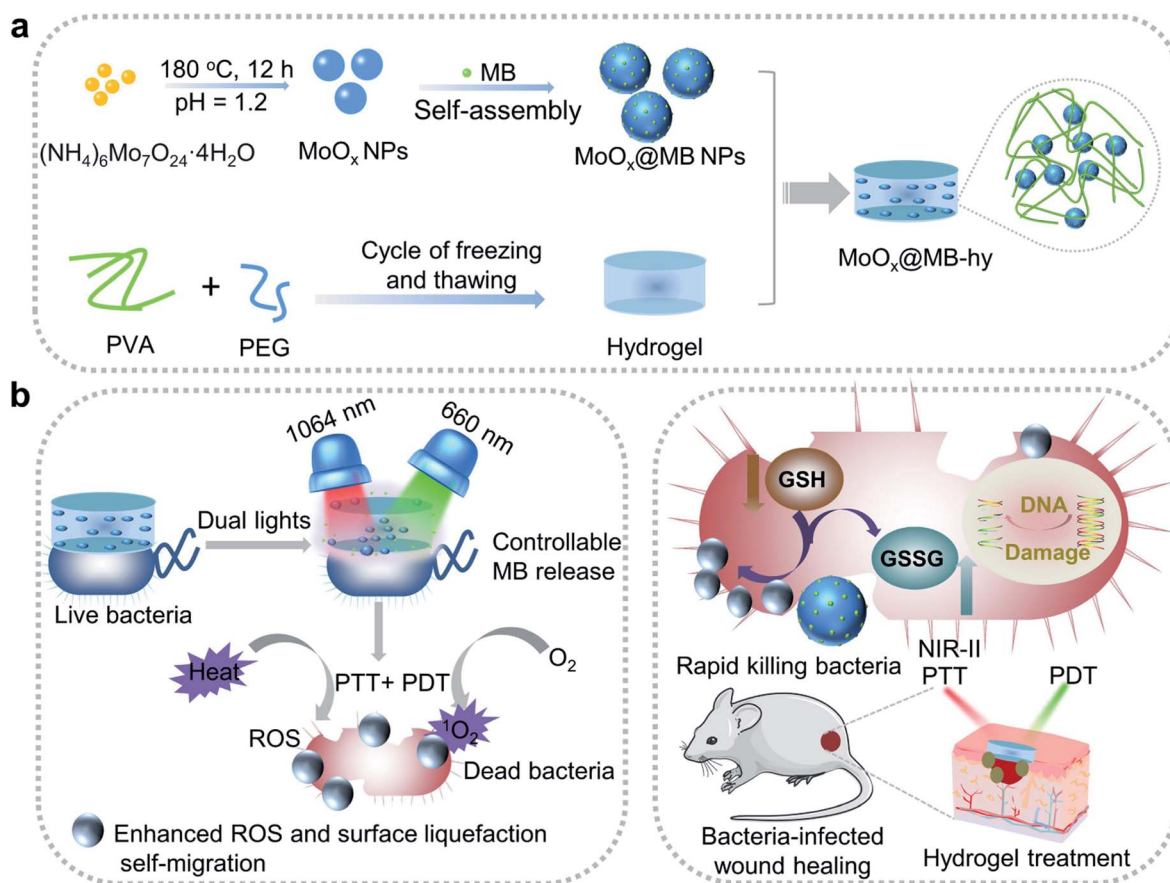 a
180 °C, 12 h
pH = 1.2
MB
Self-assembly
(NH₄)₆Mo₇O₂₄·4H₂O
MoOₓ NPs
MoOₓ@MB NPs
MoOₓ@MB-hy
Cycle of freezing
and thawing
+
PVA
PEG
Hydrogel
b
1064 nm
660 nm
Dual lights
Controllable
MB release
Live bacteria
Heat
PTT+ PDT
O₂
ROS
¹O₂
Dead bacteria
Enhanced ROS and surface liquefaction
self-migration
GSH
GSSG
DNA
Damage
Rapid killing bacteria
NIR-II
PTT
PDT
Bacteria-infected
wound healing
Hydrogel treatment